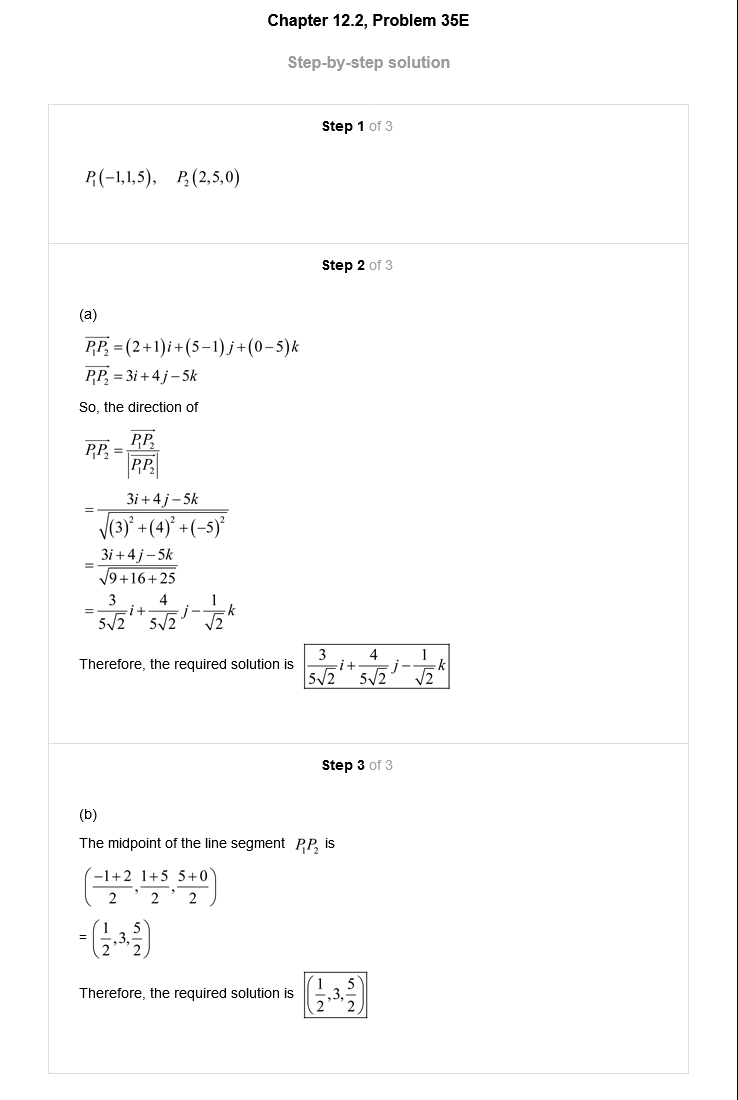 Chapter 12.2, Problem 35E
Step-by-step solution
Step 1 of 3
P₁(−1,1,5), P₂(2,5,0)
Step 2 of 3
(a)
$\overrightarrow{P_1P_2} = (2+1)i+(5-1)j+(0-5)k$
$\overrightarrow{P_1P_2} = 3i+4j-5k$
So, the direction of
$\overrightarrow{P_1P_2} = \frac{\overrightarrow{P_1P_2}}{\left|\overrightarrow{P_1P_2}\right|}$
$= \frac{3i+4j-5k}{\sqrt{(3)^2+(4)^2+(-5)^2}}$
$= \frac{3i+4j-5k}{\sqrt{9+16+25}}$
$= \frac{3}{5\sqrt{2}}i+\frac{4}{5\sqrt{2}}j-\frac{1}{\sqrt{2}}k$
Therefore, the required solution is $\frac{3}{5\sqrt{2}}i+\frac{4}{5\sqrt{2}}j-\frac{1}{\sqrt{2}}k$
Step 3 of 3
(b)
The midpoint of the line segment P₁P₂ is
$\left(\frac{-1+2}{2},\frac{1+5}{2},\frac{5+0}{2}\right)$
$= \left(\frac{1}{2},3,\frac{5}{2}\right)$
Therefore, the required solution is $\left(\frac{1}{2},3,\frac{5}{2}\right)$